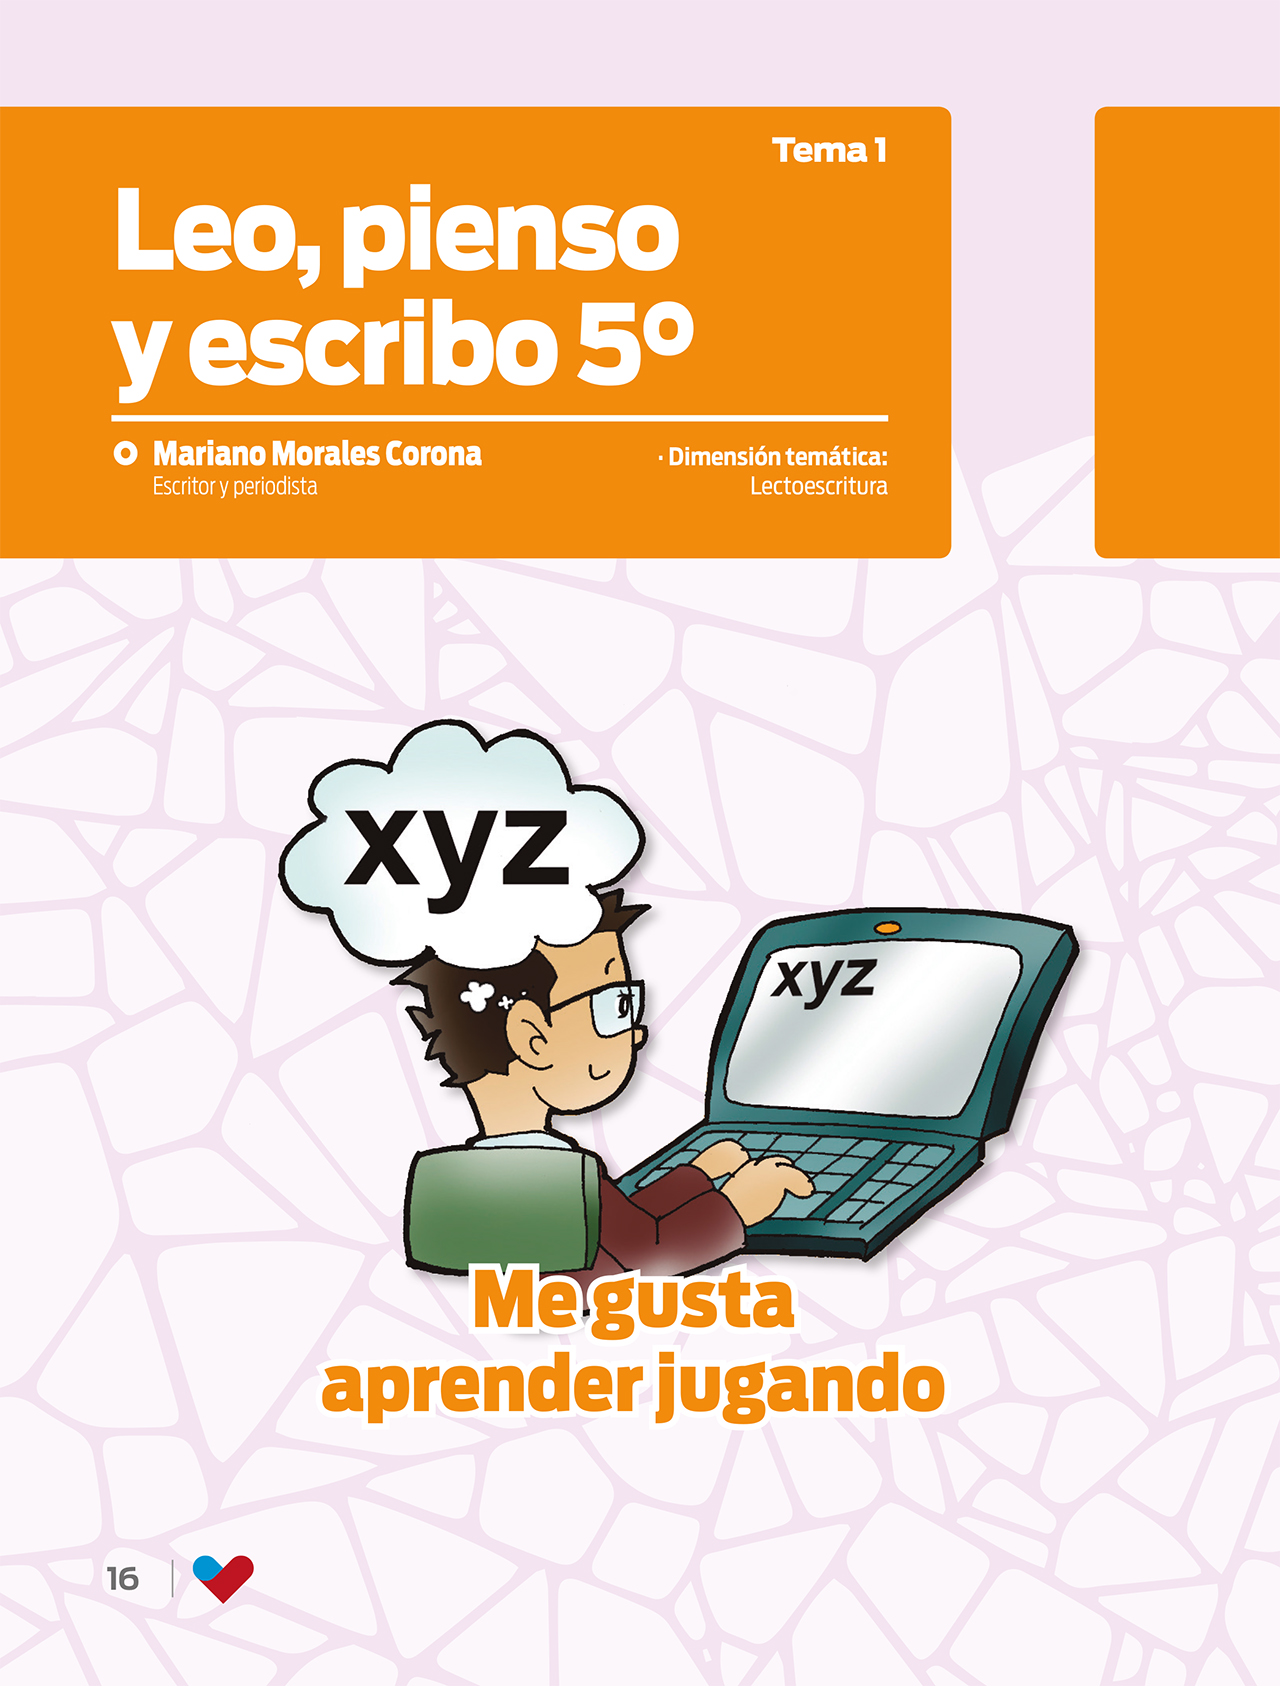 Tema 1
Leo, pienso
y escribo 5º
Mariano Morales Corona
Escritor y periodista
· Dimensión temática:
Lectoescritura
xyz
xyz
Me gusta
aprender jugando
16